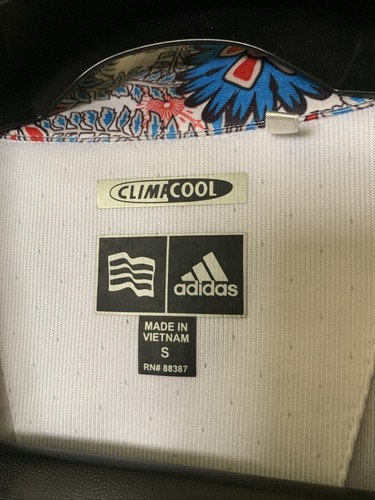 CLIMACOOL
adidas
MADE IN
VIETNAM
S
RN# 88387